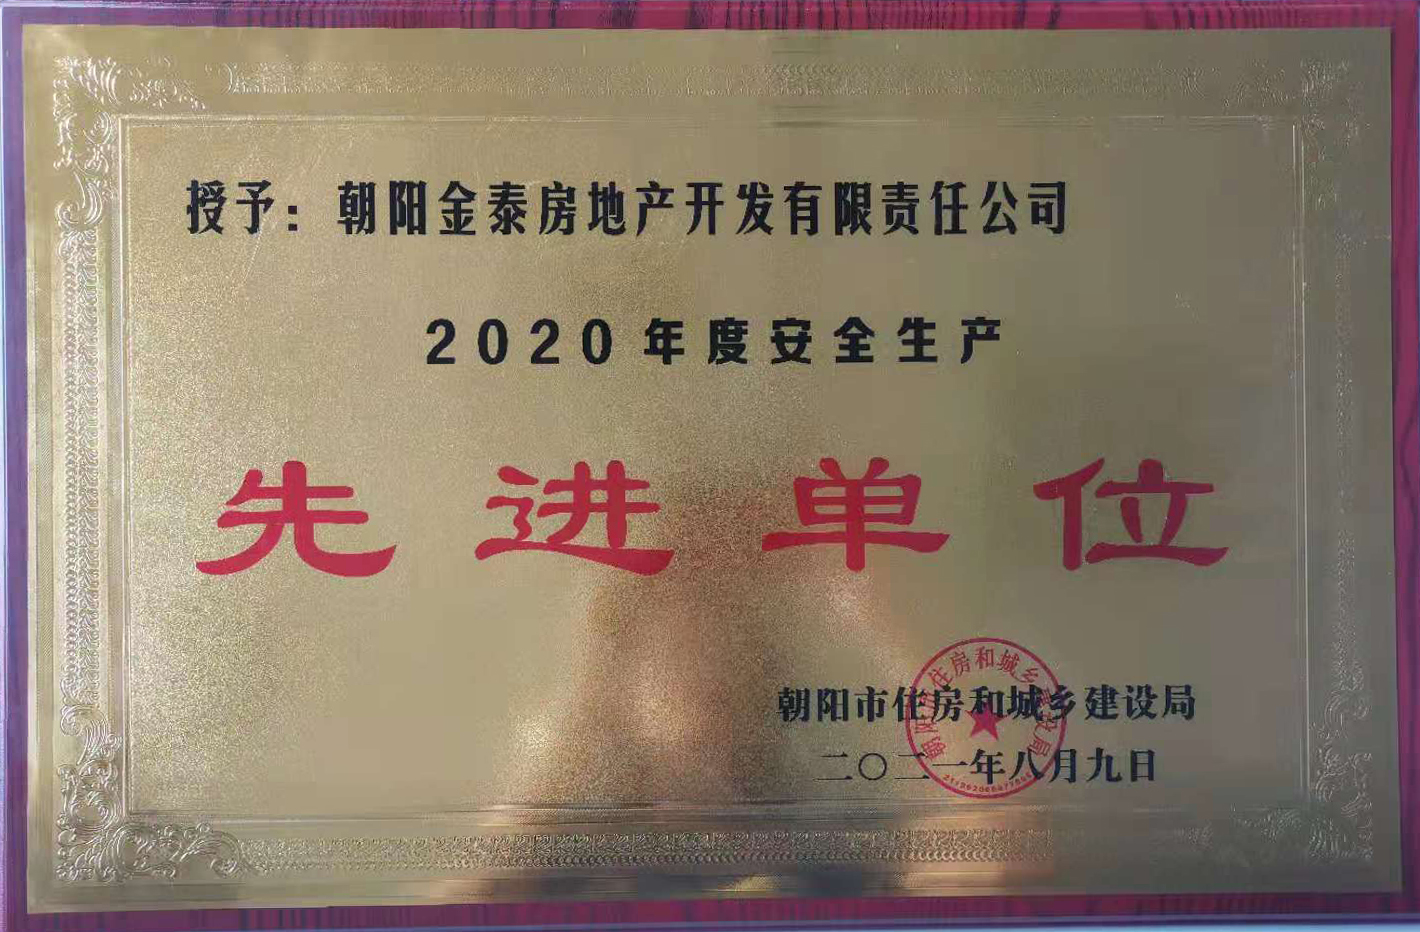 授予：朝阳金泰房地产开发有限责任公司
2020年度安全生产
先进单位
朝阳市住房和城乡建设局
二〇二一年八月九日